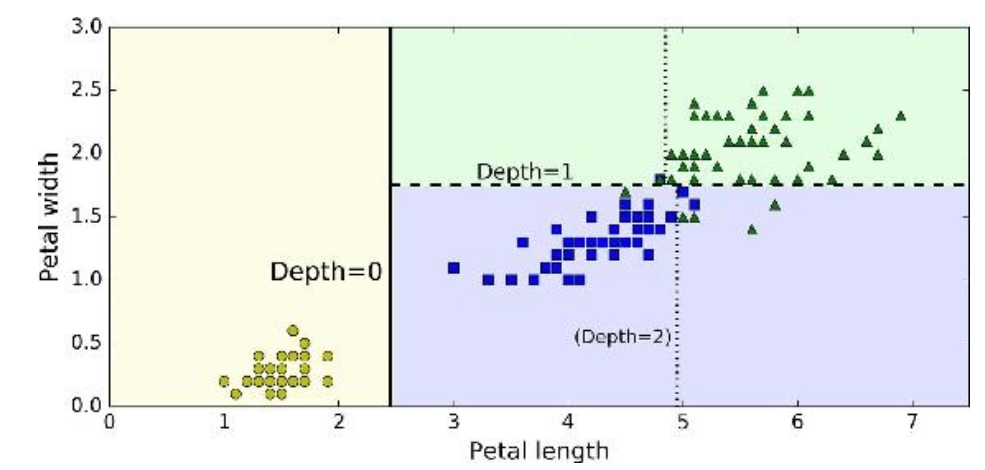 3.0
2.5
2.0
1.5
1.0
0.5
0.0
Petal width
Depth=1
Depth=0
(Depth=2)
0 1 2 3 4 5 6 7
Petal length